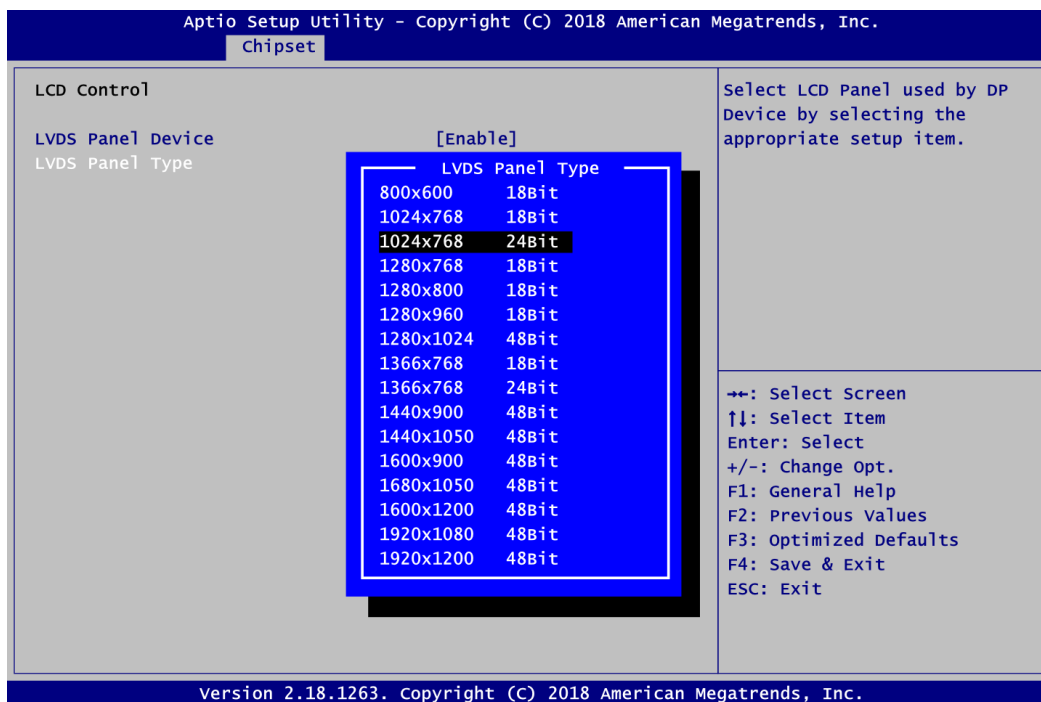 Aptio Setup Utility - Copyright (C) 2018 American Megatrends, Inc.
Chipset
LCD Control
LVDS Panel Device [Enable]
LVDS Panel Type
LVDS Panel Type
800x600 18Bit
1024x768 18Bit
1024x768 24Bit
1280x768 18Bit
1280x800 18Bit
1280x960 18Bit
1280x1024 48Bit
1366x768 18Bit
1366x768 24Bit
1440x900 48Bit
1440x1050 48Bit
1600x900 48Bit
1680x1050 48Bit
1600x1200 48Bit
1920x1080 48Bit
1920x1200 48Bit
Select LCD Panel used by DP
Device by selecting the
appropriate setup item.
→←: Select Screen
↑↓: Select Item
Enter: Select
+/-: Change Opt.
F1: General Help
F2: Previous Values
F3: Optimized Defaults
F4: Save & Exit
ESC: Exit
Version 2.18.1263. Copyright (C) 2018 American Megatrends, Inc.